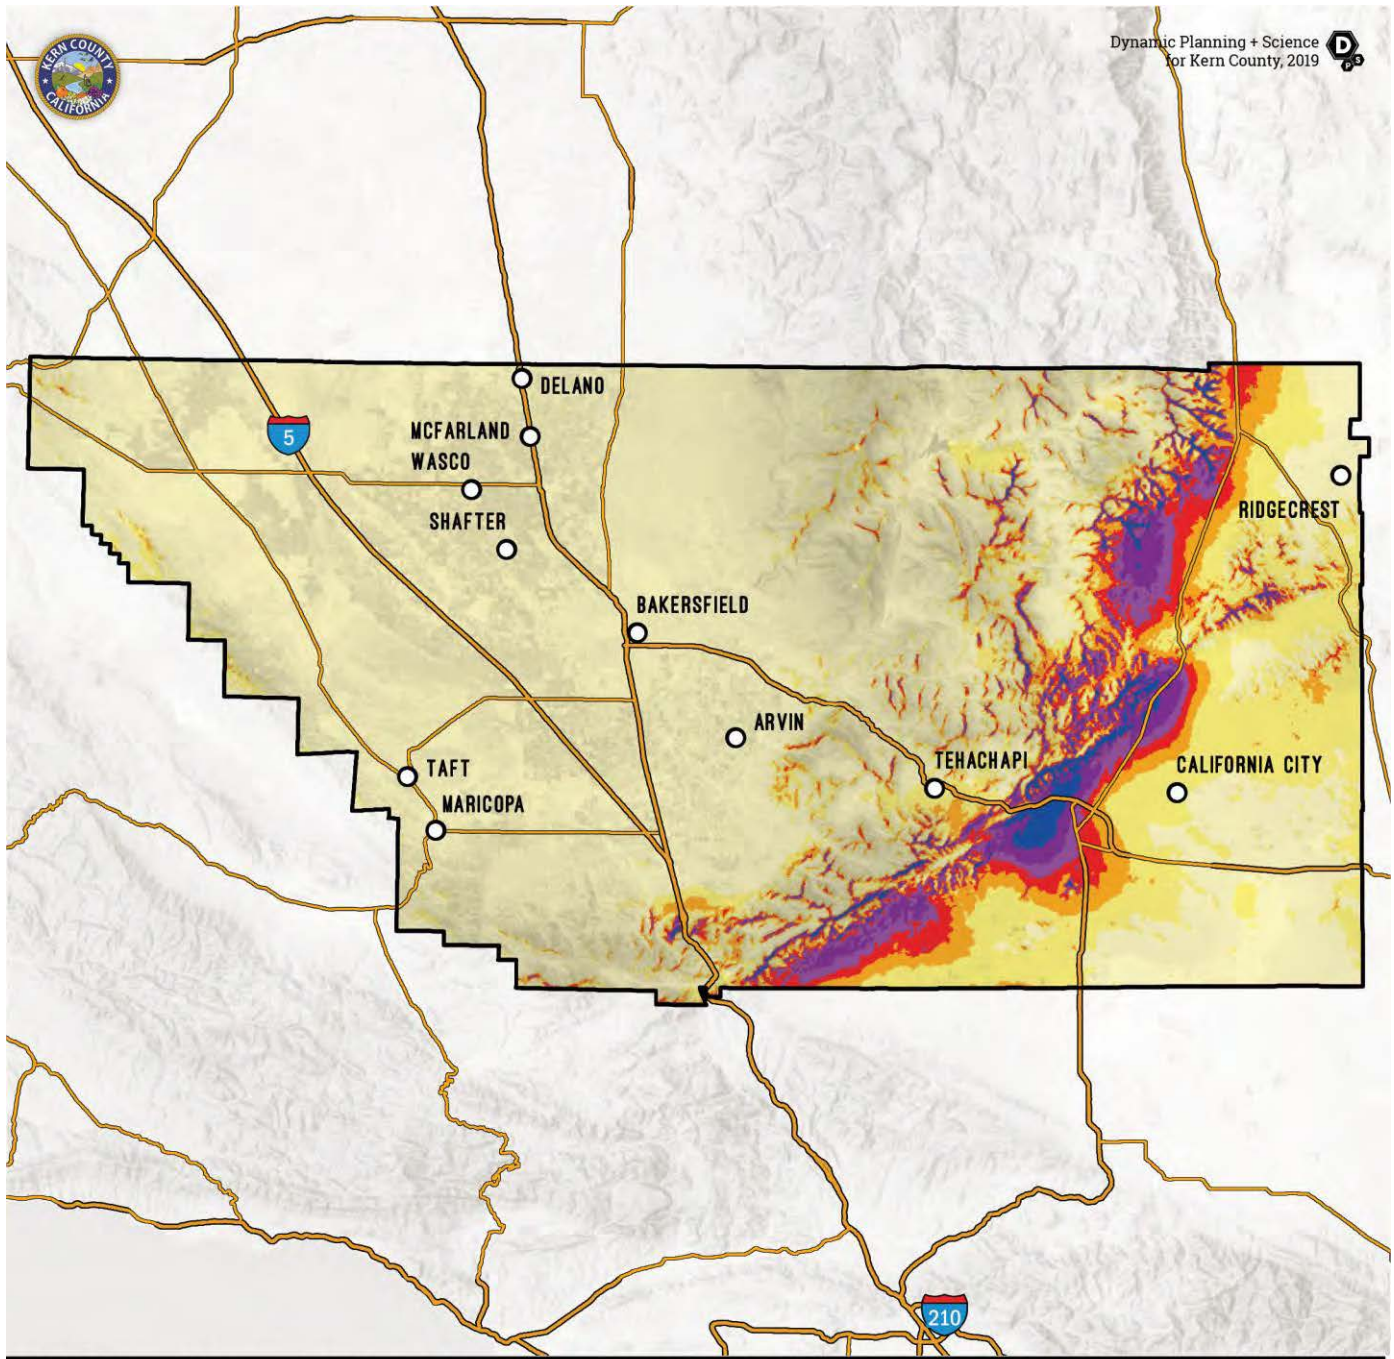 KERN COUNTY
CALIFORNIA
Dynamic Planning + Science
for Kern County, 2019
D
P S
DELANO
MCFARLAND
5
WASCO
SHAFTER
RIDGECREST
BAKERSFIELD
ARVIN
TEHACHAPI
CALIFORNIA CITY
TAFT
MARICOPA
210